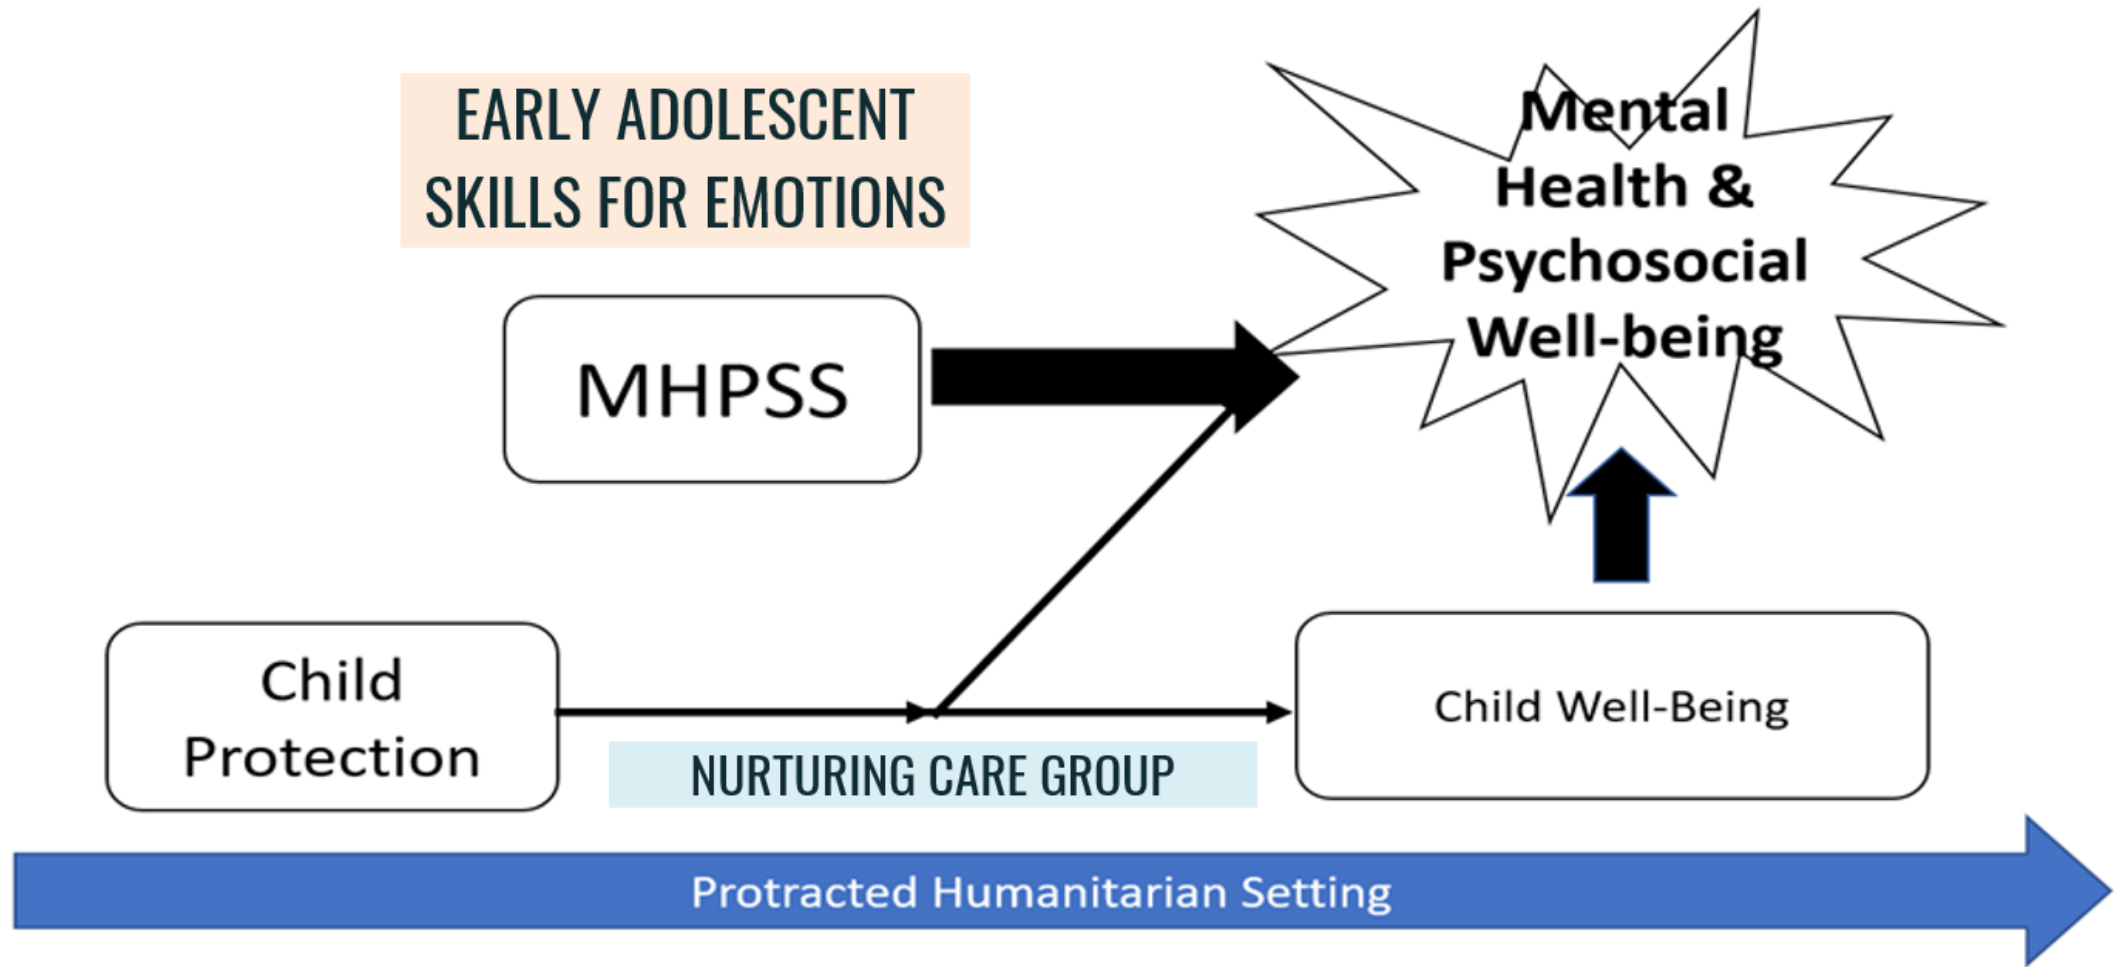 EARLY ADOLESCENT
SKILLS FOR EMOTIONS
Mental
Health &
Psychosocial
Well-being
MHPSS
Child
Protection
Child Well-Being
NURTURING CARE GROUP
Protracted Humanitarian Setting